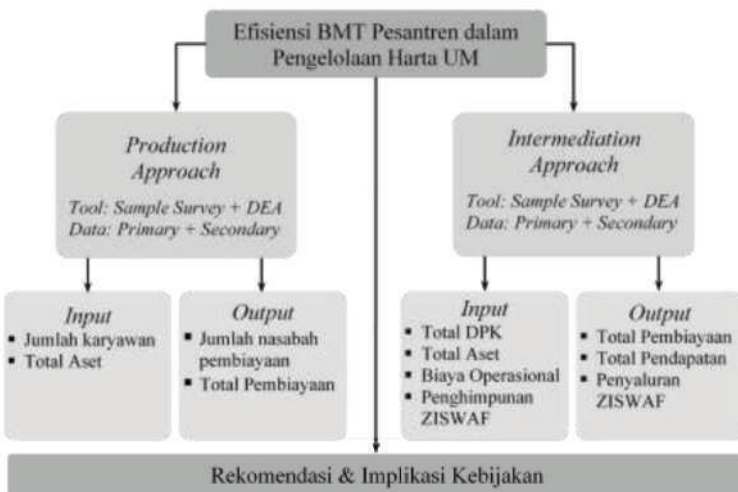 Efisiensi BMT Pesantren dalam
Pengelolaan Harta UM
Production
Approach
Tool: Sample Survey + DEA
Data: Primary + Secondary
Intermediation
Approach
Tool: Sample Survey + DEA
Data: Primary + Secondary
Input
▪ Jumlah karyawan
▪ Total Aset
Output
▪ Jumlah nasabah
pembiayaan
▪ Total Pembiayaan
Input
▪ Total DPK
▪ Total Aset
▪ Biaya Operasional
▪ Penghimpunan
ZISWAF
Output
▪ Total Pembiayaan
▪ Total Pendapatan
▪ Penyaluran
ZISWAF
Rekomendasi & Implikasi Kebijakan